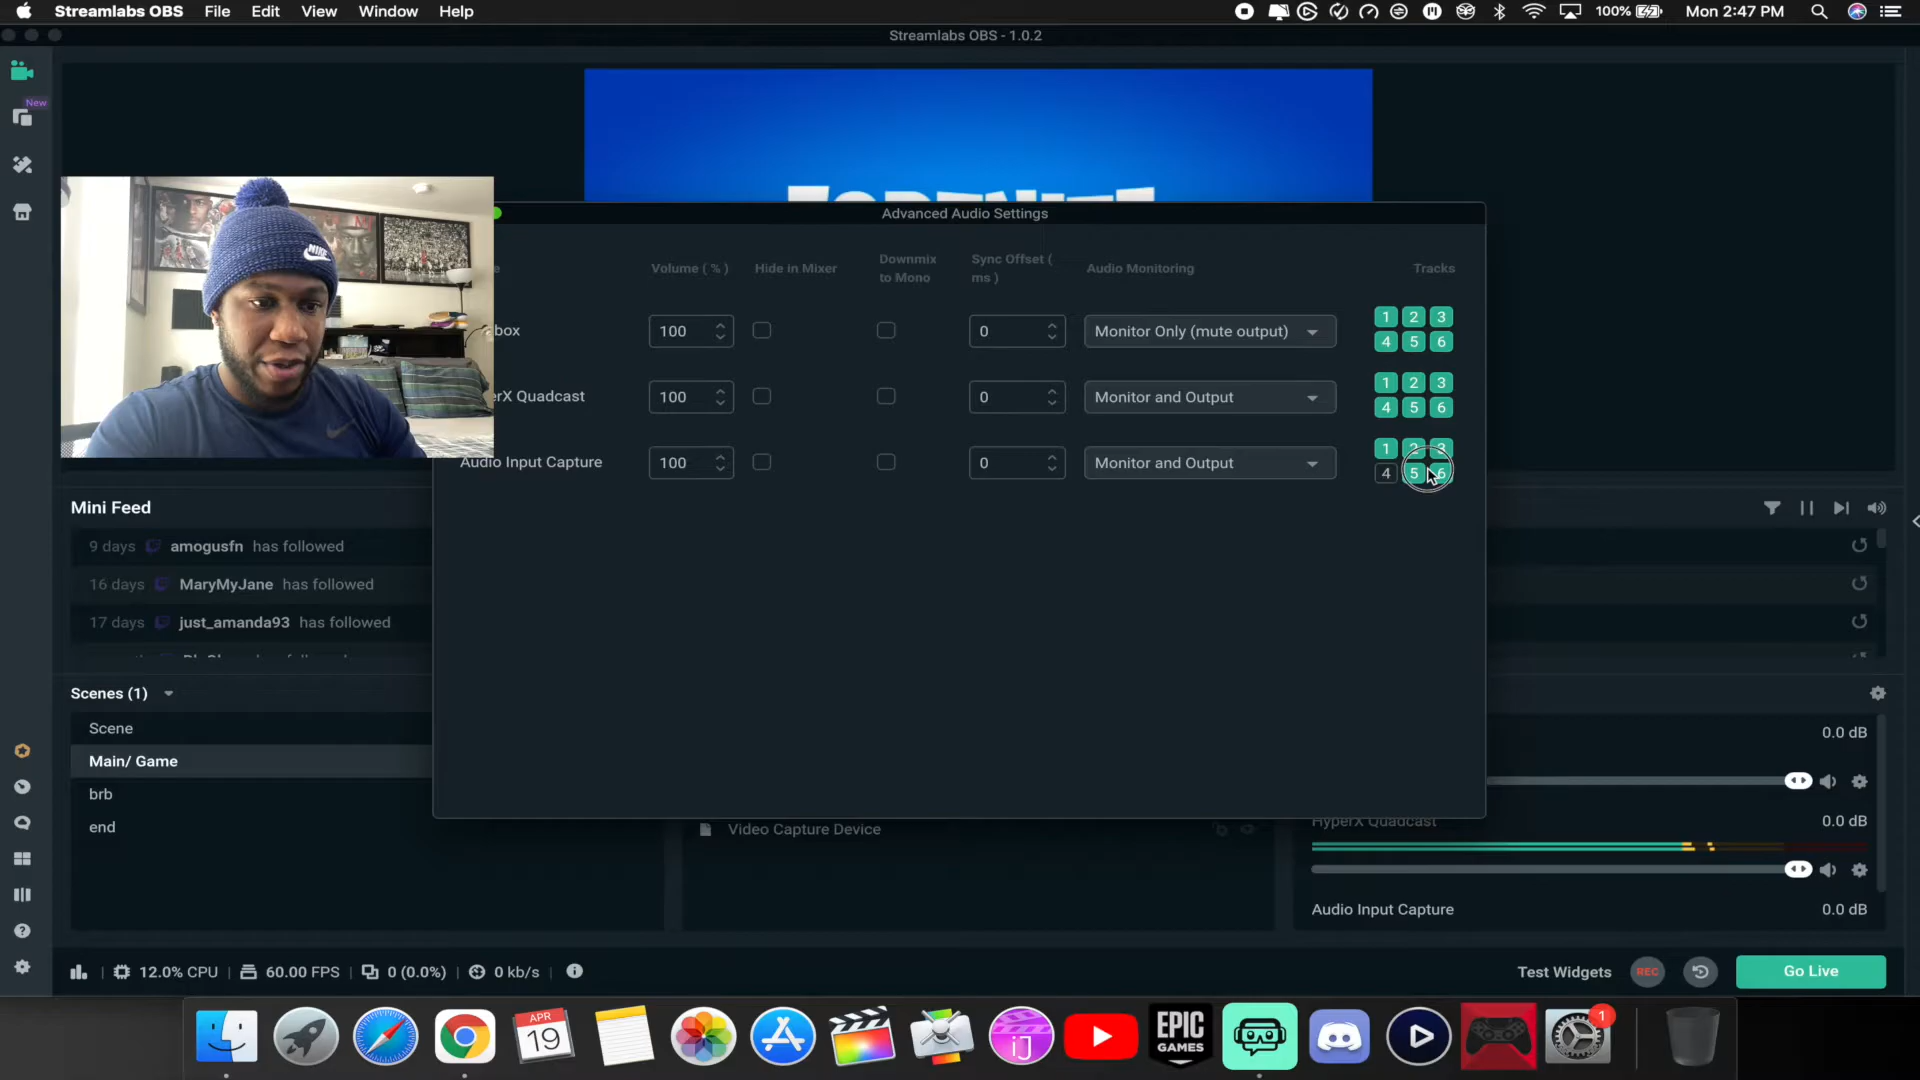 Streamlabs OBS File Edit View Window Help 100% Mon 2:47 PM
Streamlabs OBS - 1.0.2
New
Advanced Audio Settings
Volume ( % ) Hide in Mixer Downmix to Mono Sync Offset ( ms ) Audio Monitoring Tracks
box 100 0 Monitor Only (mute output) 1 2 3 4 5 6
erX Quadcast 100 0 Monitor and Output 1 2 3 4 5 6
Audio Input Capture 100 0 Monitor and Output 1 2 3 4 5 6
Mini Feed
9 days amogusfn has followed
16 days MaryMyJane has followed
17 days just_amanda93 has followed
Scenes (1)
Scene
Main/ Game
brb
end
Video Capture Device
0.0 dB
HyperX Quadcast 0.0 dB
Audio Input Capture 0.0 dB
12.0% CPU 60.00 FPS 0 (0.0%) 0 kb/s Test Widgets REC Go Live
APR
19
EPIC
GAMES
1